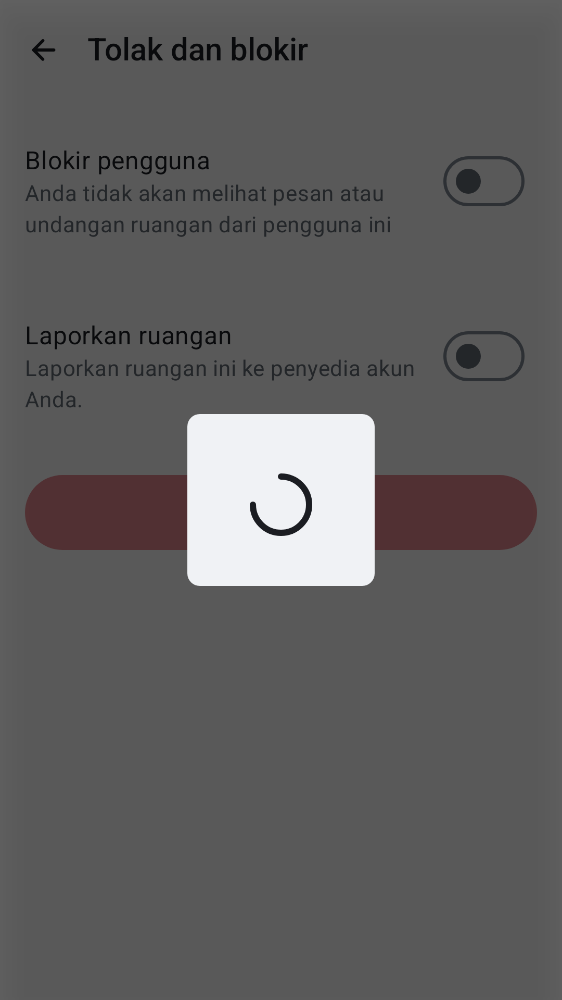 Tolak dan blokir
Blokir pengguna
Anda tidak akan melihat pesan atau
undangan ruangan dari pengguna ini
Laporkan ruangan
Laporkan ruangan ini ke penyedia akun
Anda.